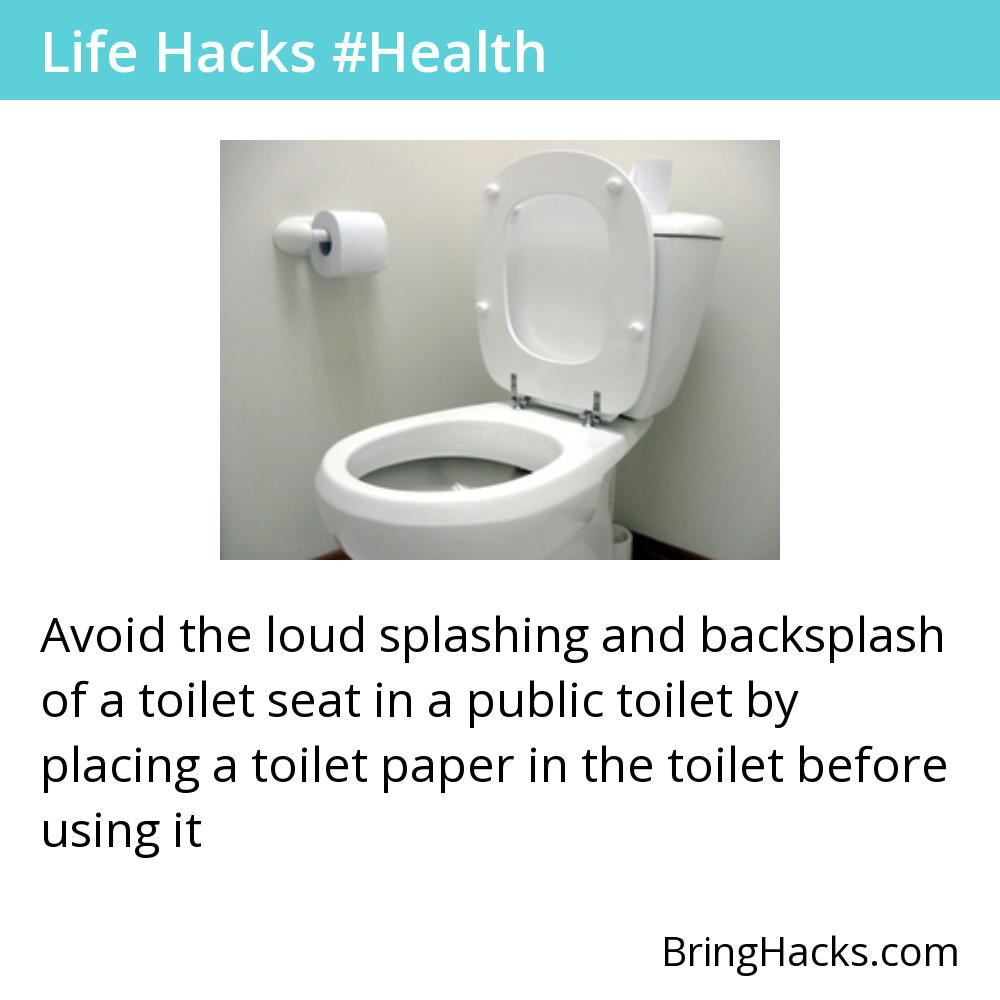 Life Hacks #Health
Avoid the loud splashing and backsplash
of a toilet seat in a public toilet by
placing a toilet paper in the toilet before
using it
BringHacks.com